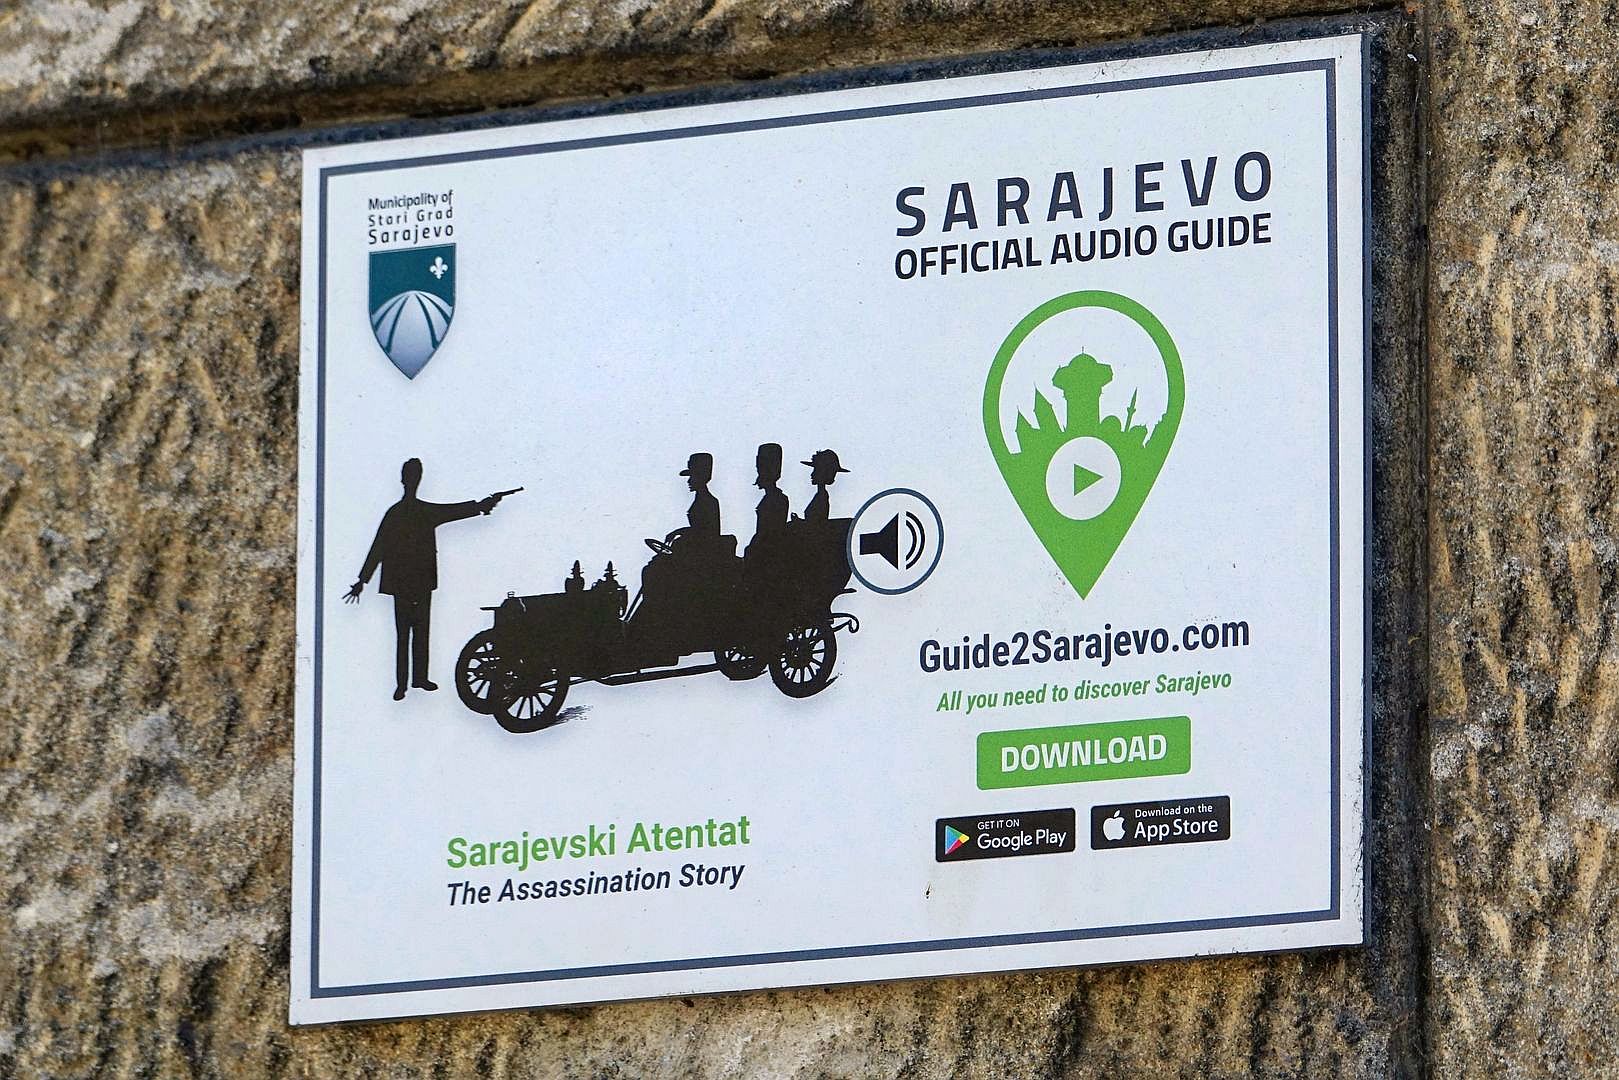 Municipality of
Stari Grad
Sarajevo
SARAJEVO
OFFICIAL AUDIO GUIDE
Guide2Sarajevo.com
All you need to discover Sarajevo
DOWNLOAD
GET IT ON
Google Play
Download on the
App Store
Sarajevski Atentat
The Assassination Story